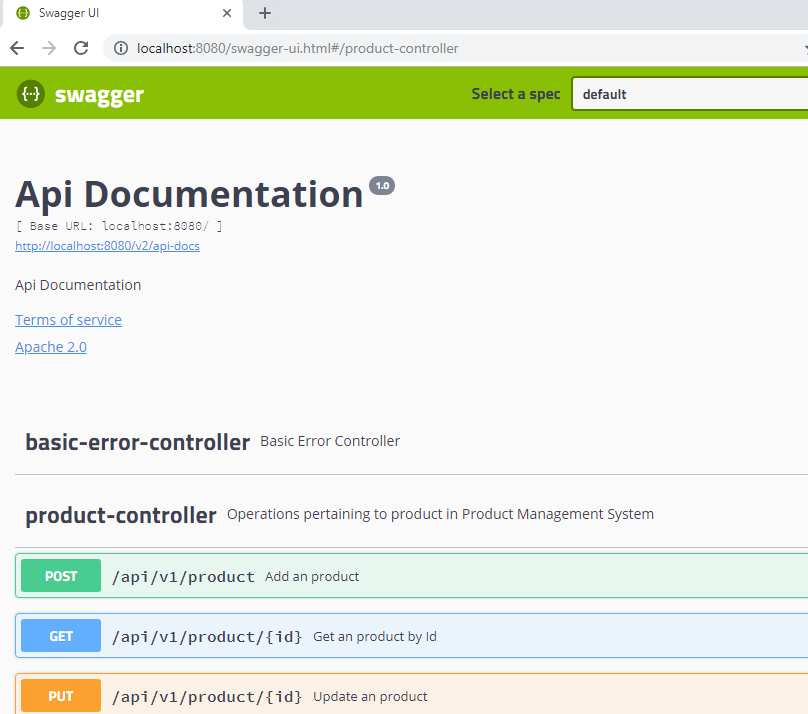 Swagger UI
localhost:8080/swagger-ui.html#/product-controller
swagger
Select a spec
default
Api Documentation 1.0
[ Base URL: localhost:8080/ ]
http://localhost:8080/v2/api-docs
Api Documentation
Terms of service
Apache 2.0
basic-error-controller Basic Error Controller
product-controller Operations pertaining to product in Product Management System
POST /api/v1/product Add an product
GET /api/v1/product/{id} Get an product by Id
PUT /api/v1/product/{id} Update an product